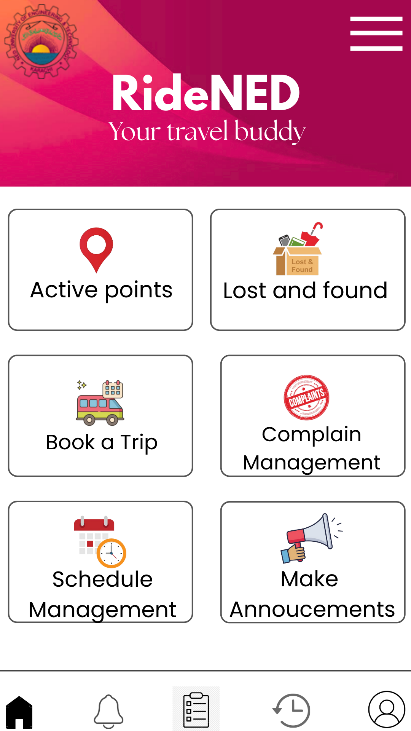 RideNED
Your travel buddy
Lost &
Found
Active points
Lost and found
COMPLAINTS
Book a Trip
Complain
Management
Schedule
Management
Make
Annoucements